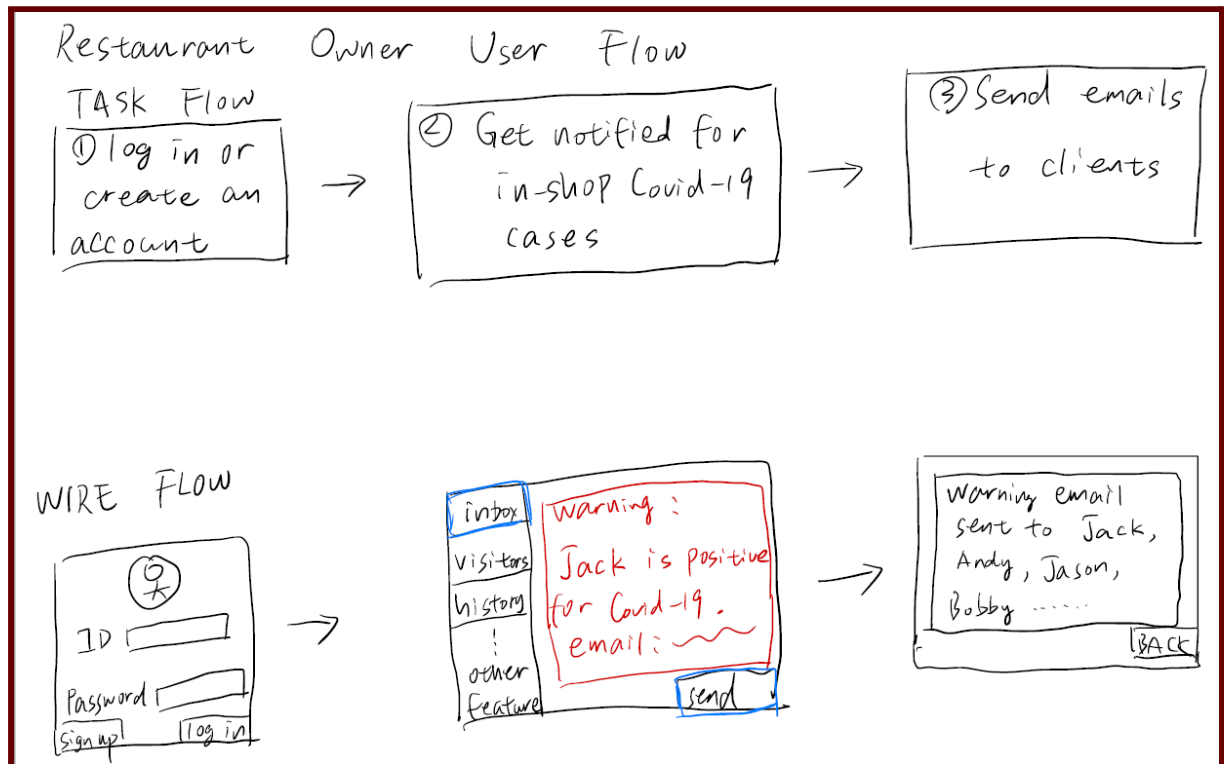 Restaurant Owner User Flow
TASK Flow
① log in or
create an
account
② Get notified for
in-shop Covid-19
cases
③ Send emails
to clients
WIRE FLOW
ID
Password
sign up
log in
inbox
visitors
history
other
feature
Warning :
Jack is positive
for Covid-19 .
email :
send
Warning email
sent to Jack,
Andy, Jason,
Bobby ......
BACK